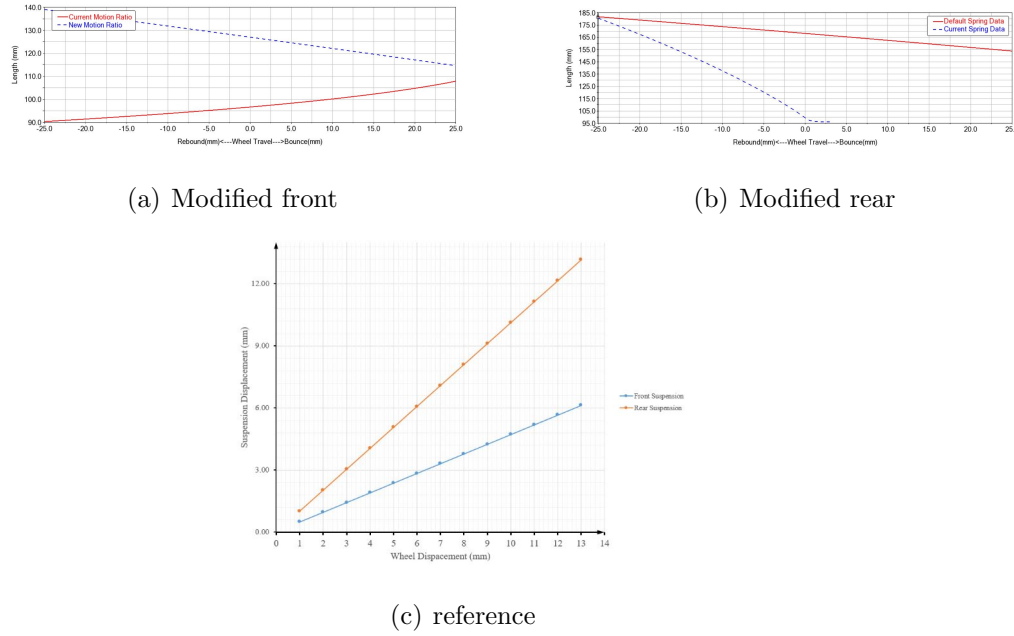 140.0
Current Motion Ratio
New Motion Ratio
130.0
120.0
110.0
100.0
90.0
Length (mm)
-25.0 -20.0 -15.0 -10.0 -5.0 0.0 5.0 10.0 15.0 20.0 25.0
Rebound(mm)<---Wheel Travel--->Bounce(mm)
(a) Modified front
185.0
Default Spring Data
Current Spring Data
175.0
165.0
155.0
145.0
135.0
125.0
115.0
105.0
95.0
Length (mm)
-25.0 -20.0 -15.0 -10.0 -5.0 0.0 5.0 10.0 15.0 20.0 25.0
Rebound(mm)<---Wheel Travel--->Bounce(mm)
(b) Modified rear
12.00
9.00
6.00
3.00
0.00
Suspension Displacement (mm)
0 1 2 3 4 5 6 7 8 9 10 11 12 13 14
Wheel Dispacement (mm)
Front Suspension
Rear Suspension
(c) reference